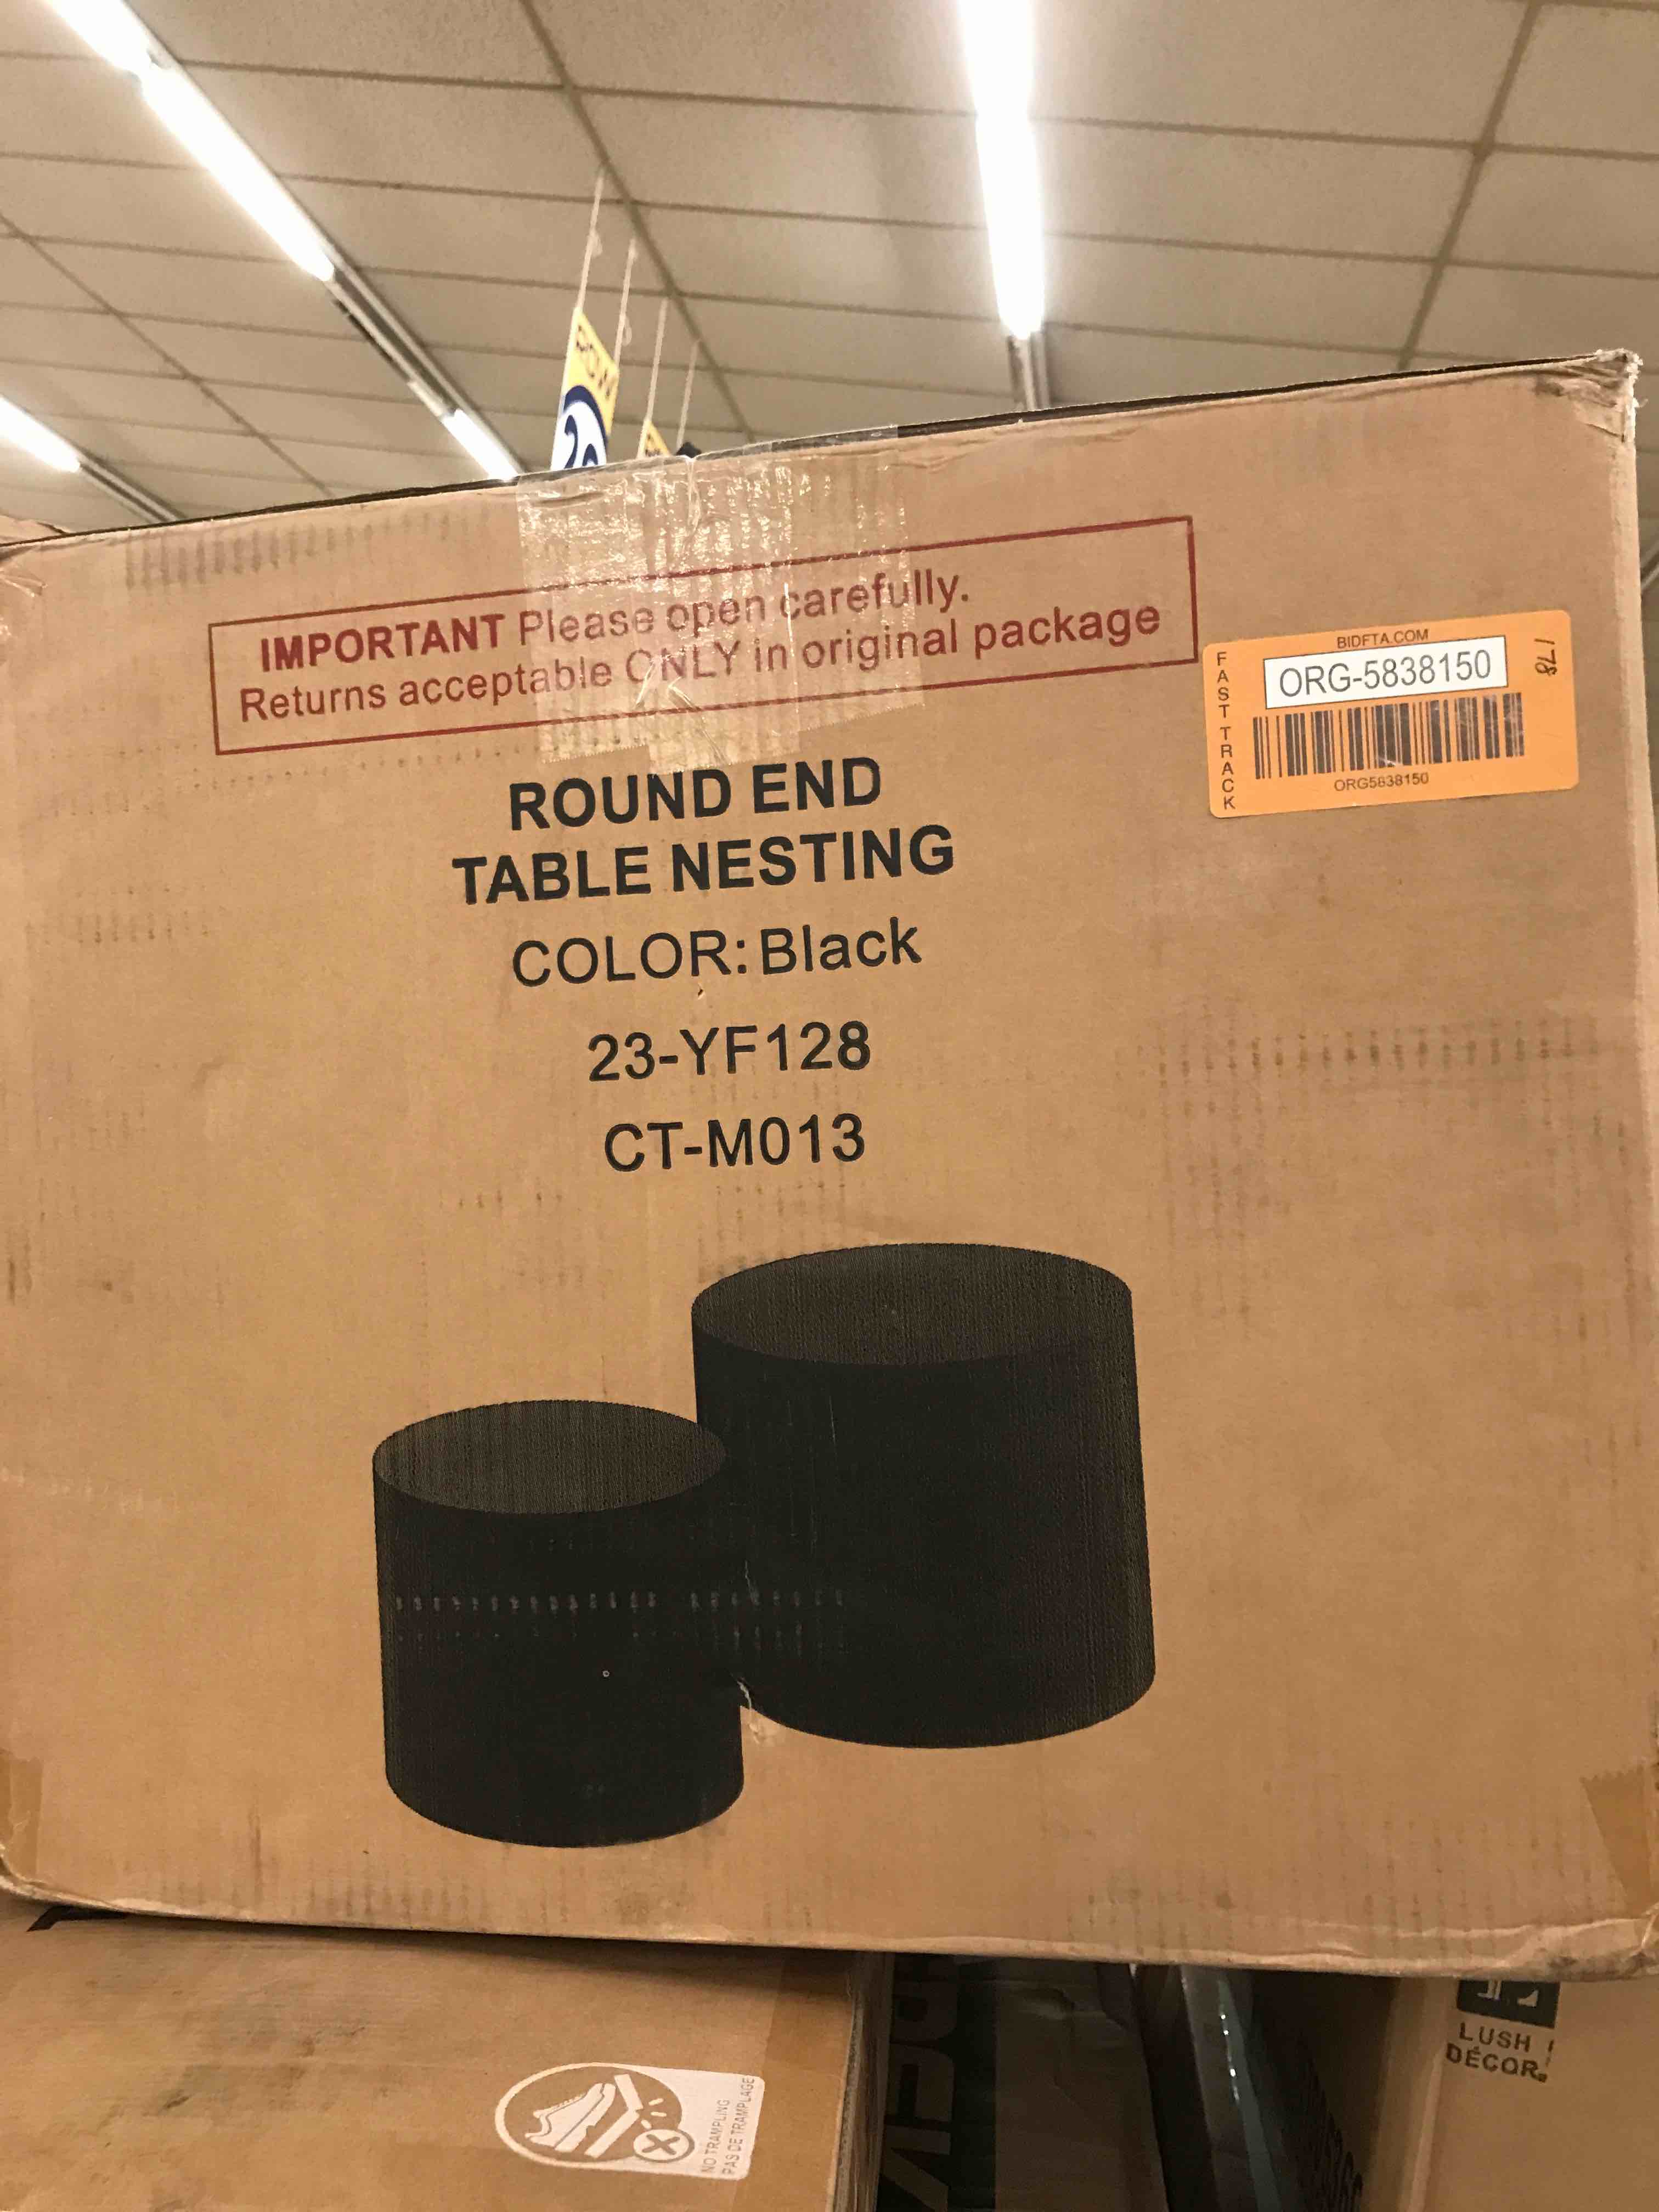 ROW
IMPORTANT Please open carefully.
Returns acceptable ONLY in original package
BIDFTA.COM
ORG-5838150
178
FAST TRACK
ORG5838150
ROUND END
TABLE NESTING
COLOR:Black
23-YF128
CT-M013
LUSH
DÉCOR
NO TRAMPLING
PAS DE TRAMPLAGE